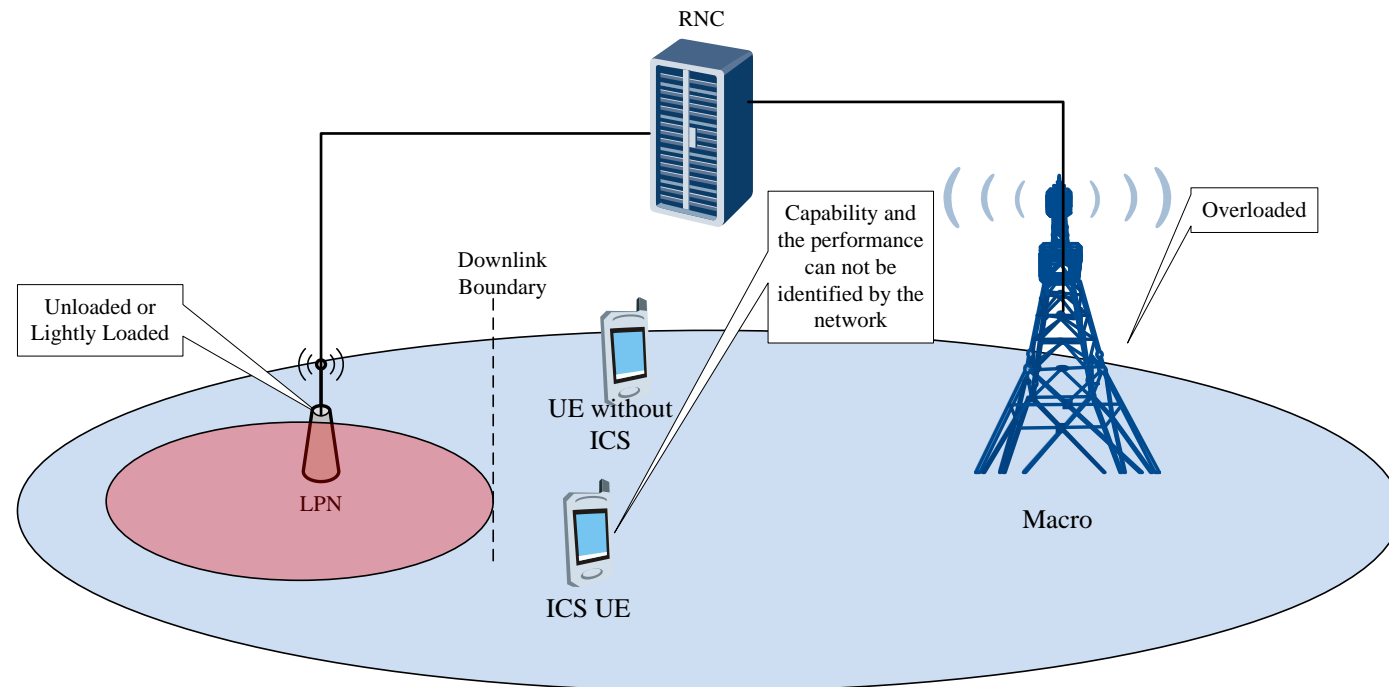 RNC
Capability and
the performance
can not be
identified by the
network
Overloaded
Downlink
Boundary
Unloaded or
Lightly Loaded
UE without
ICS
LPN
Macro
ICS UE